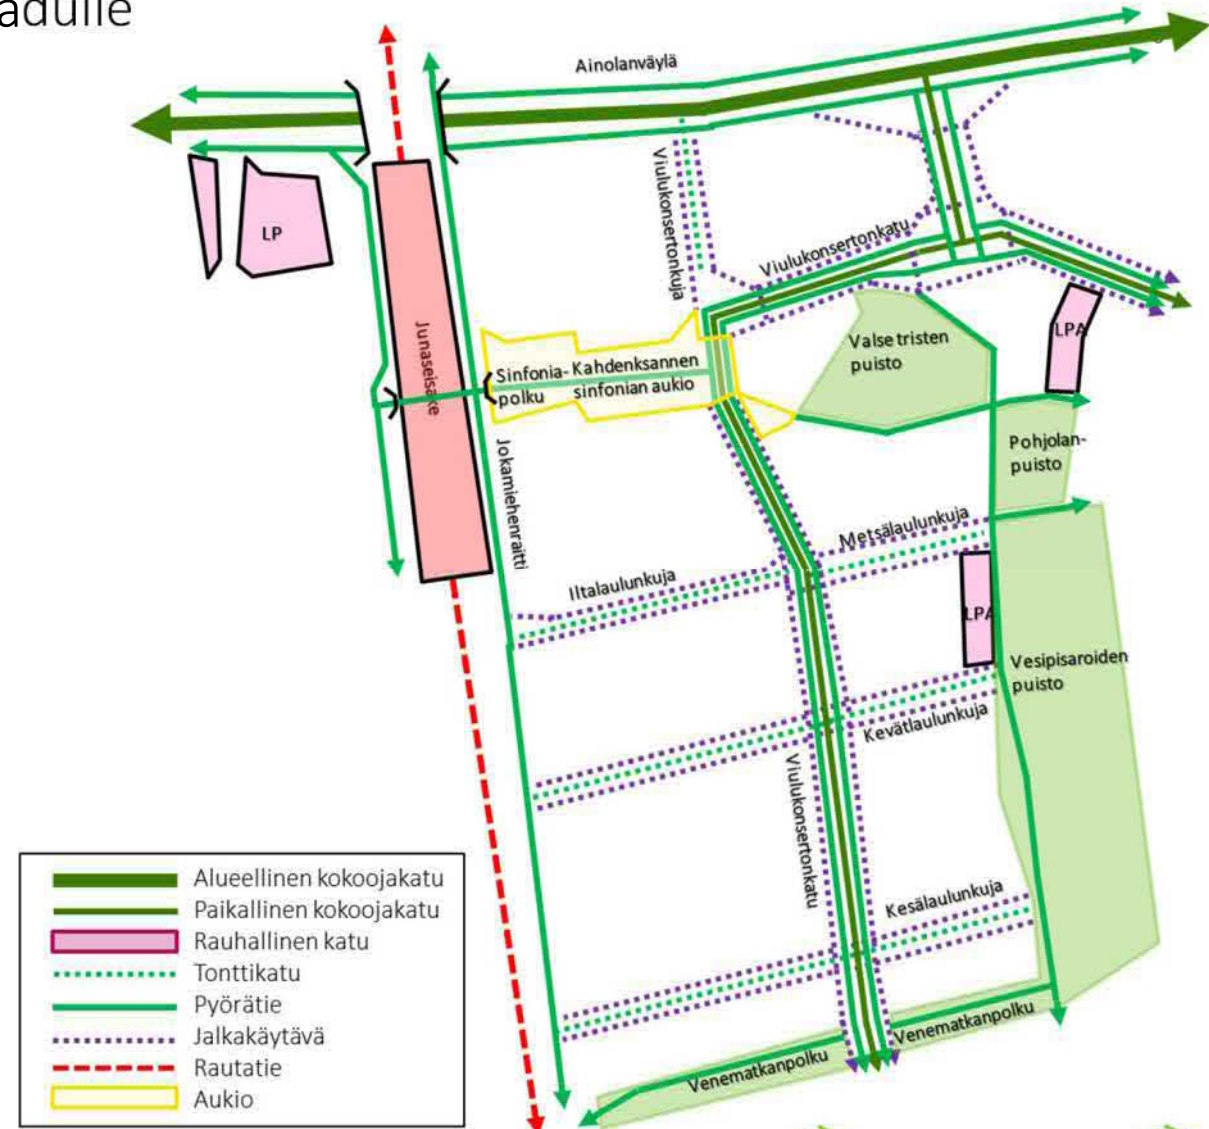 adulle
Ainolanväylä
Viulukonsertonkuja
LP
Viulukonsertonkatu
Junaseisake
Sinfonia-
polku
Kahdenksannen
sinfonian aukio
Valse tristen
puisto
LPA
Jokamiehenraitti
Pohjolan-
puisto
Metsälaulunkuja
Iltalaulunkuja
LPA
Vesipisaroiden
puisto
Kevätlaulunkuja
Viulukonsertonkatu
Kesälaulunkuja
Venematkanpolku
Venematkanpolku
Alueellinen kokoojakatu
Paikallinen kokoojakatu
Rauhallinen katu
Tonttikatu
Pyörätie
Jalkakäytävä
Rautatie
Aukio